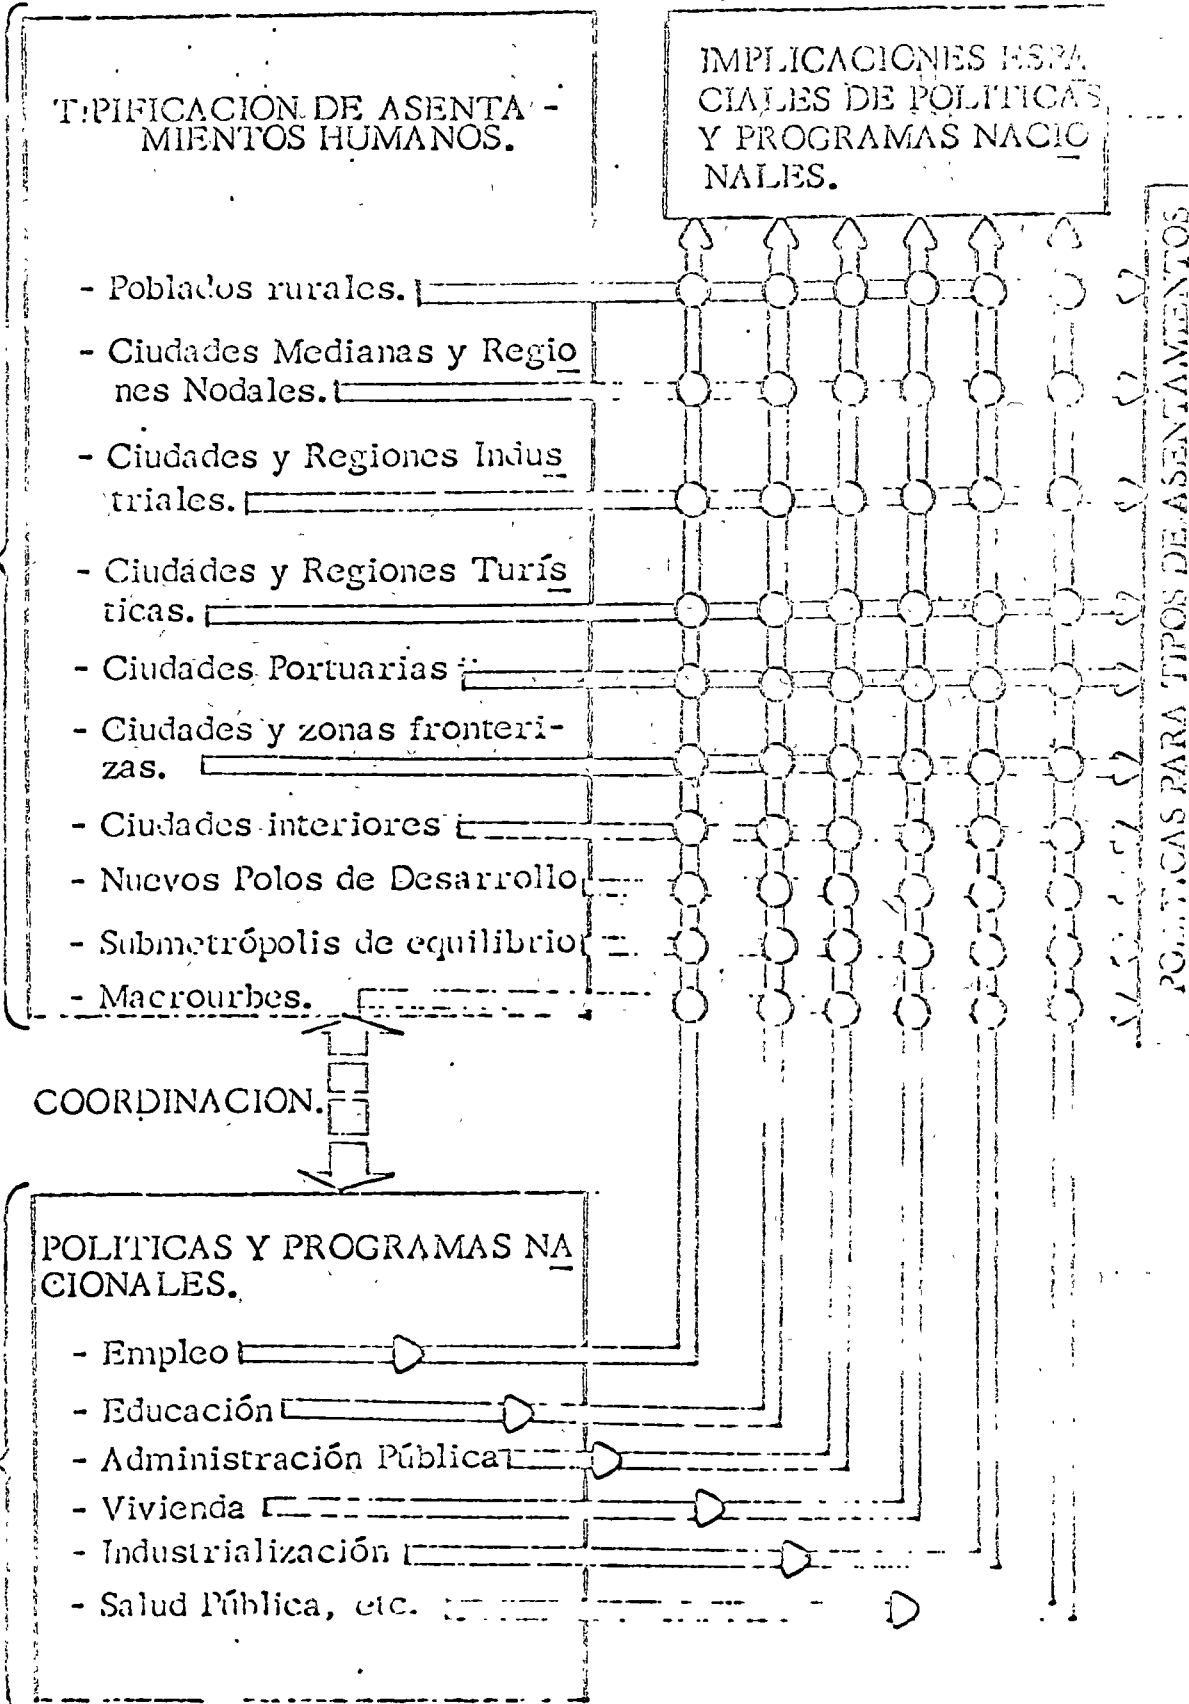 TIPIFICACIÓN DE ASENTA -
MIENTOS HUMANOS.
- Poblados rurales.
- Ciudades Medianas y Regio
nes Nodales.
- Ciudades y Regiones Indus
triales.
- Ciudades y Regiones Turís
ticas.
- Ciudades Portuarias
- Ciudades y zonas fronteri-
zas.
- Ciudades interiores
- Nuevos Polos de Desarrollo
- Submetrópolis de equilibrio
- Macrourbes.
IMPLICACIONES ESPA
CIALES DE POLITICAS
Y PROGRAMAS NACIO
NALES.
POLITICAS PARA TIPOS DE ASENTAMIENTOS
COORDINACION.
POLITICAS Y PROGRAMAS NA
CIONALES.
- Empleo
- Educación
- Administración Pública
- Vivienda
- Industrialización
- Salud Pública, etc.